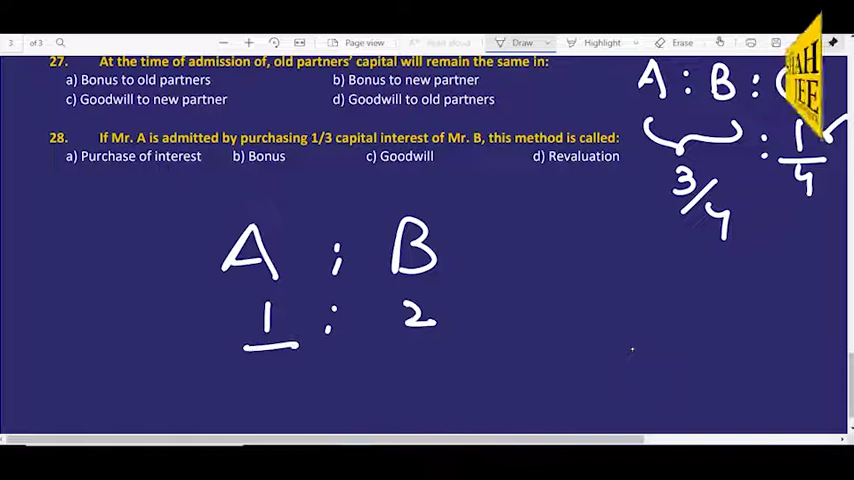 3 of 3 Page view Read aloud Draw Highlight Erase
27. At the time of admission of, old partners' capital will remain the same in:
a) Bonus to old partners b) Bonus to new partner
c) Goodwill to new partner d) Goodwill to old partners
28. If Mr. A is admitted by purchasing 1/3 capital interest of Mr. B, this method is called:
a) Purchase of interest b) Bonus c) Goodwill d) Revaluation
A : B :
3/4 : 1/4
A : B
1 : 2